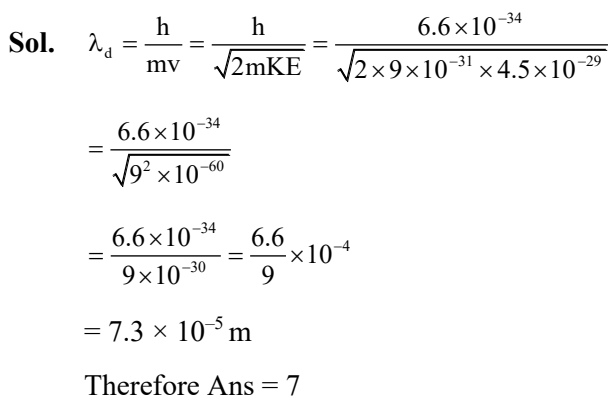 Sol. λ_d = h/mv = h/√(2mKE) = 6.6×10⁻³⁴/√(2×9×10⁻³¹×4.5×10⁻²⁹)
= 6.6×10⁻³⁴/√(9²×10⁻⁶⁰)
= 6.6×10⁻³⁴/9×10⁻³⁰ = 6.6/9 ×10⁻⁴
= 7.3 × 10⁻⁵ m
Therefore Ans = 7